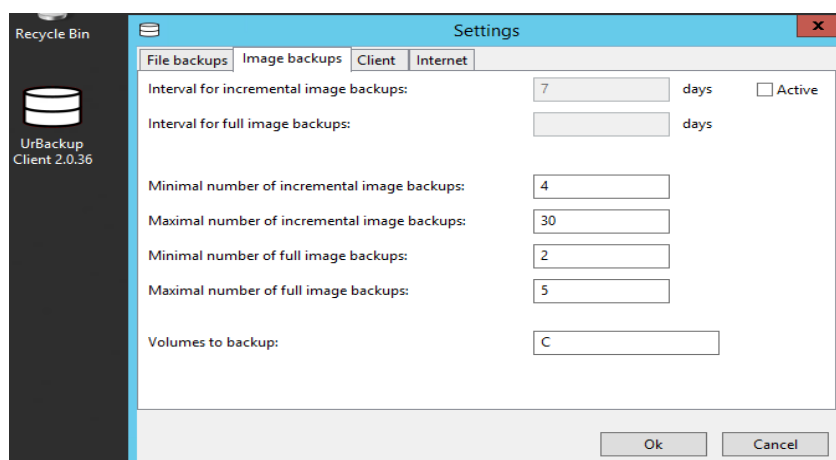 Recycle Bin
UrBackup
Client 2.0.36
Settings
x
File backups Image backups Client Internet
Interval for incremental image backups: 7 days Active
Interval for full image backups: days
Minimal number of incremental image backups: 4
Maximal number of incremental image backups: 30
Minimal number of full image backups: 2
Maximal number of full image backups: 5
Volumes to backup: C
Ok Cancel